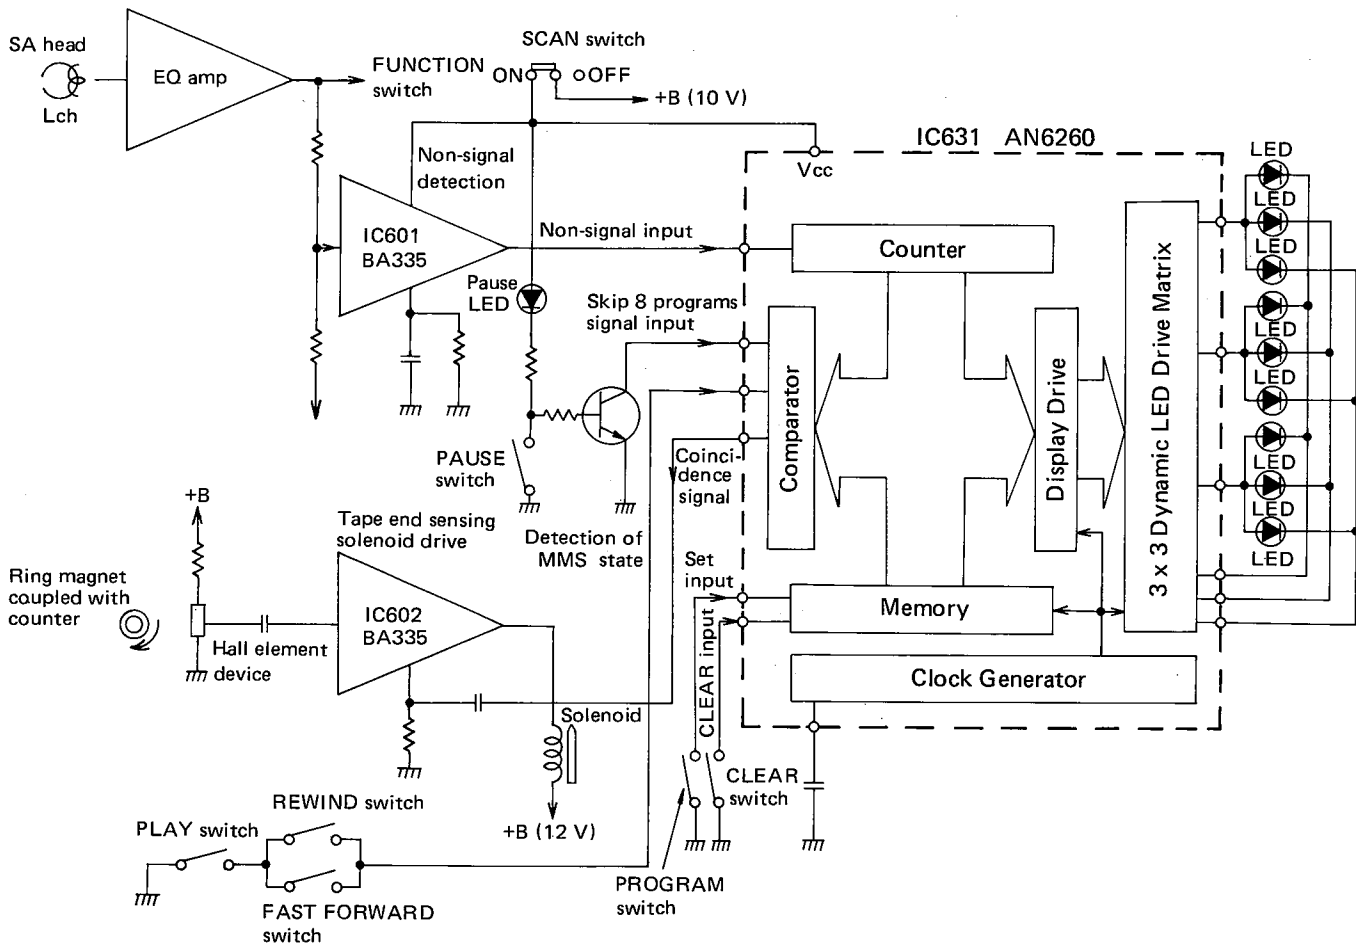 SA head
Lch
EQ amp
FUNCTION
switch
SCAN switch
ON
OFF
+B (10 V)
IC631 AN6260
Vcc
LED
LED
LED
LED
LED
LED
LED
LED
LED
Non-signal
detection
IC601
BA335
Non-signal input
Counter
Pause
LED
Skip 8 programs
signal input
Comparator
Display Drive
3 x 3 Dynamic LED Drive Matrix
PAUSE
switch
Coinci-
dence
signal
Detection of
MMS state
+B
Tape end sensing
solenoid drive
Ring magnet
coupled with
counter
Hall element
device
IC602
BA335
Set
input
CLEAR input
Memory
Clock Generator
Solenoid
+B (12 V)
CLEAR
switch
REWIND switch
PLAY switch
FAST FORWARD
switch
PROGRAM
switch